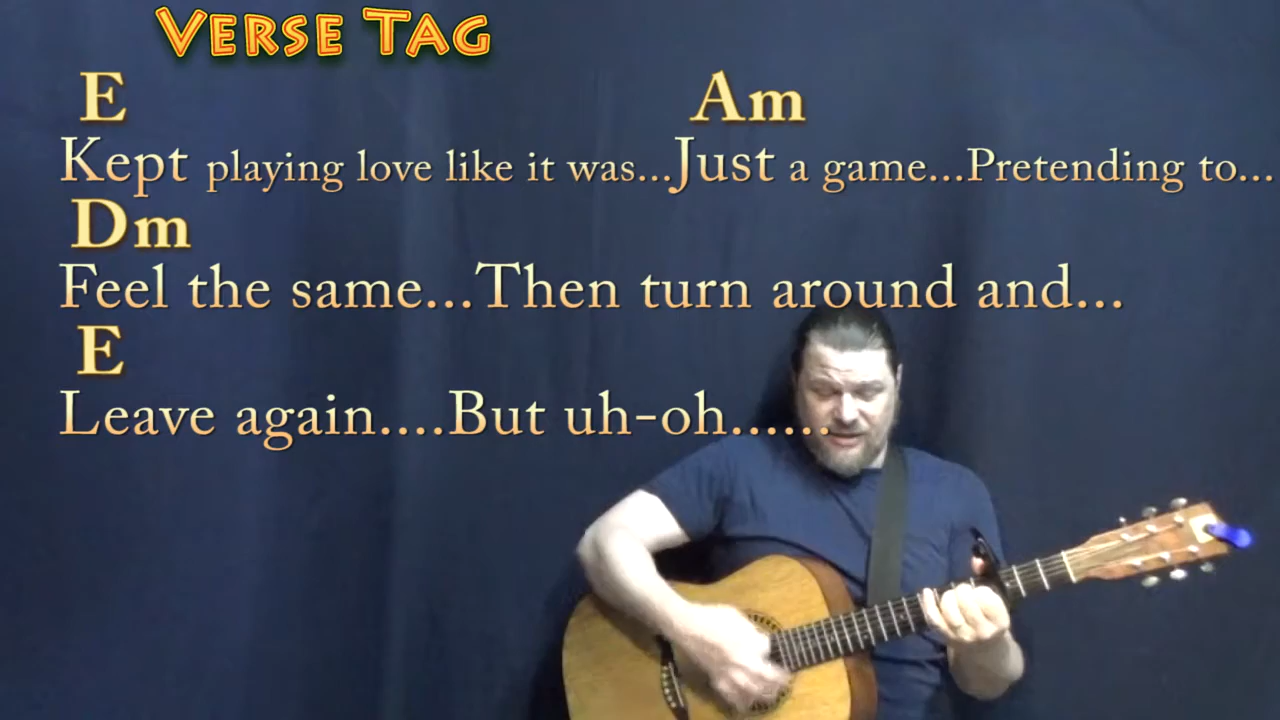 Verse Tag
E Am
Kept playing love like it was...Just a game...Pretending to...
Dm
Feel the same...Then turn around and...
E
Leave again....But uh-oh......